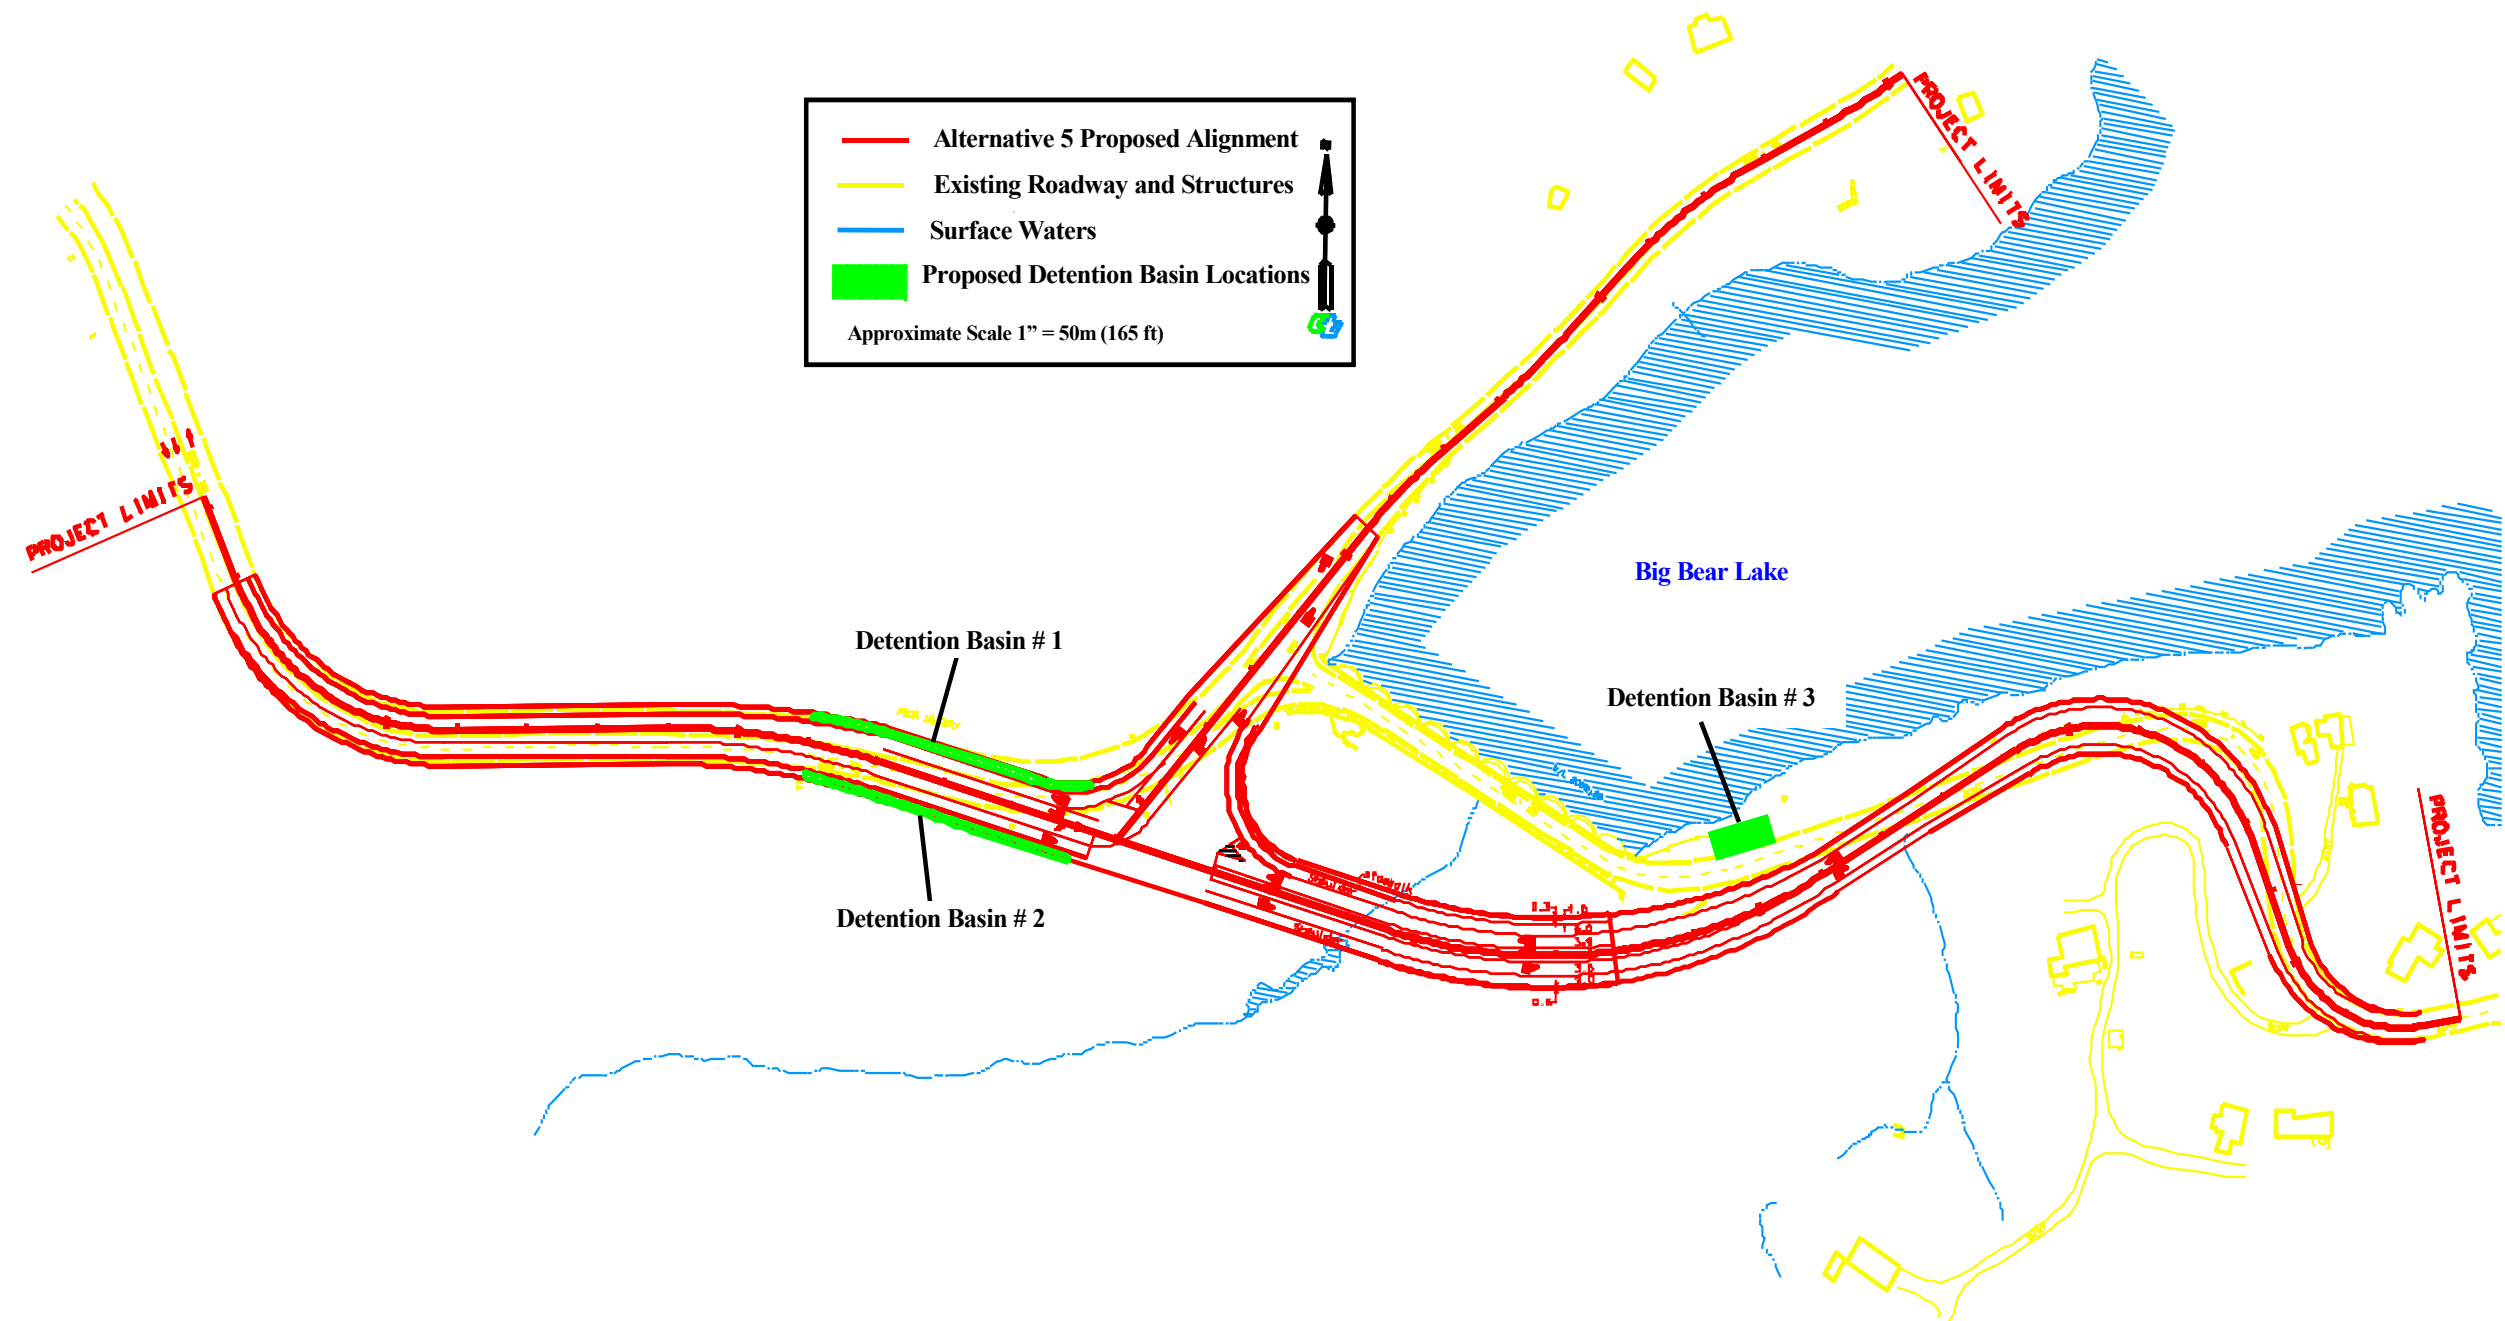 PROJECT LIMITS
Alternative 5 Proposed Alignment
Existing Roadway and Structures
Surface Waters
Proposed Detention Basin Locations
Approximate Scale 1” = 50m (165 ft)
PROJECT LIMITS
Big Bear Lake
Detention Basin # 1
Detention Basin # 3
Detention Basin # 2
PROJECT LIMITS